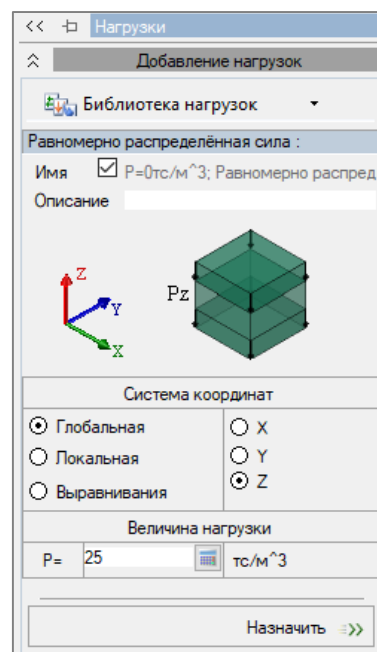 << Нагрузки
Добавление нагрузок
Библиотека нагрузок
Равномерно распределённая сила :
Имя P=0тс/м^3; Равномерно распред
Описание
Z
Y
X
Pz
Система координат
Глобальная X
Локальная Y
Выравнивания Z
Величина нагрузки
P= 25 тс/м^3
Назначить >>